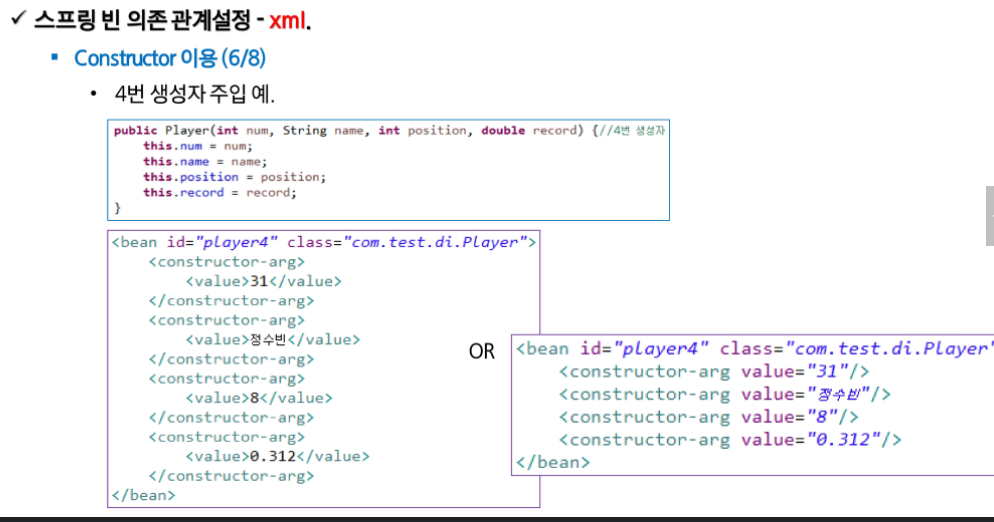 ✓ 스프링 빈 의존 관계설정 - xml.
▪ Constructor 이용 (6/8)
• 4번 생성자 주입 예.
public Player(int num, String name, int position, double record) {//4번 생성자
this.num = num;
this.name = name;
this.position = position;
this.record = record;
}
<bean id="player4" class="com.test.di.Player">
<constructor-arg>
<value>31</value>
</constructor-arg>
<constructor-arg>
<value>정수빈</value>
</constructor-arg>
<constructor-arg>
<value>8</value>
</constructor-arg>
<constructor-arg>
<value>0.312</value>
</constructor-arg>
</bean>
OR
<bean id="player4" class="com.test.di.Player"
<constructor-arg value="31"/>
<constructor-arg value="정수빈"/>
<constructor-arg value="8"/>
<constructor-arg value="0.312"/>
</bean>